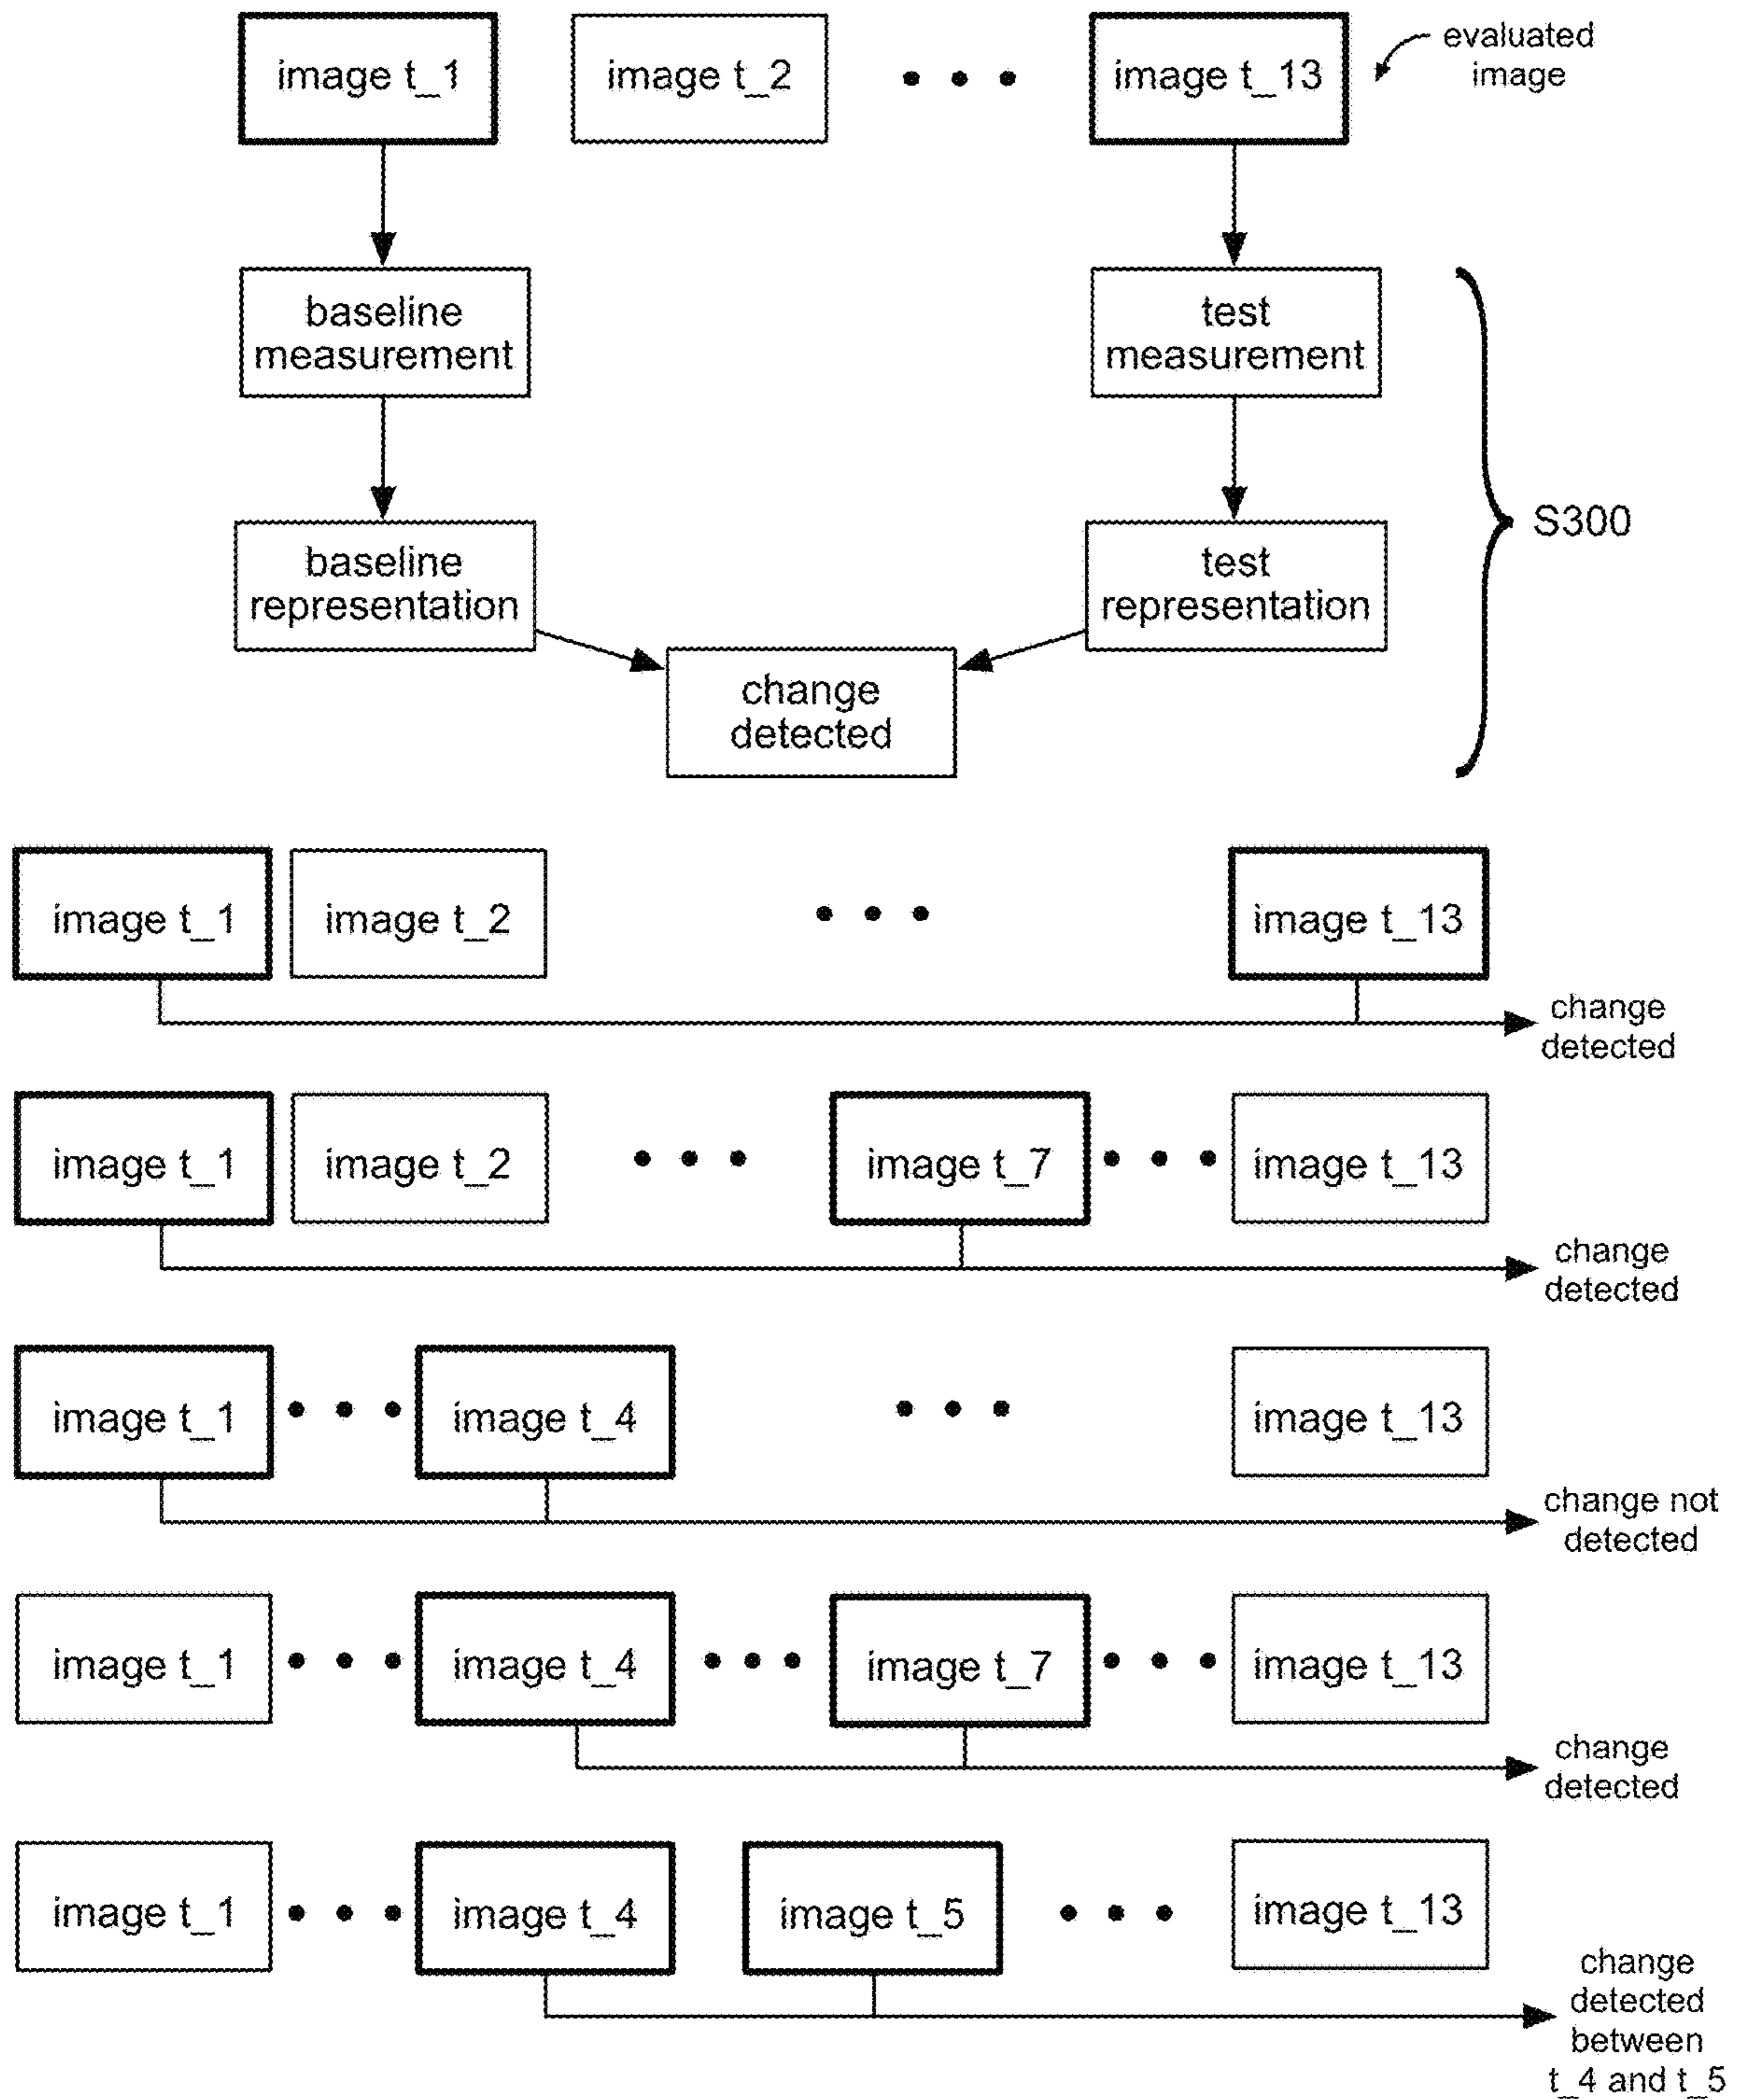 image t_1
image t_2
image t_13
evaluated
image
baseline
measurement
test
measurement
S300
baseline
representation
test
representation
change
detected
image t_1
image t_2
image t_13
change
detected
image t_1
image t_2
image t_7
image t_13
change
detected
image t_1
image t_4
image t_13
change not
detected
image t_1
image t_4
image t_7
image t_13
change
detected
image t_1
image t_4
image t_5
image t_13
change
detected
between
t_4 and t_5